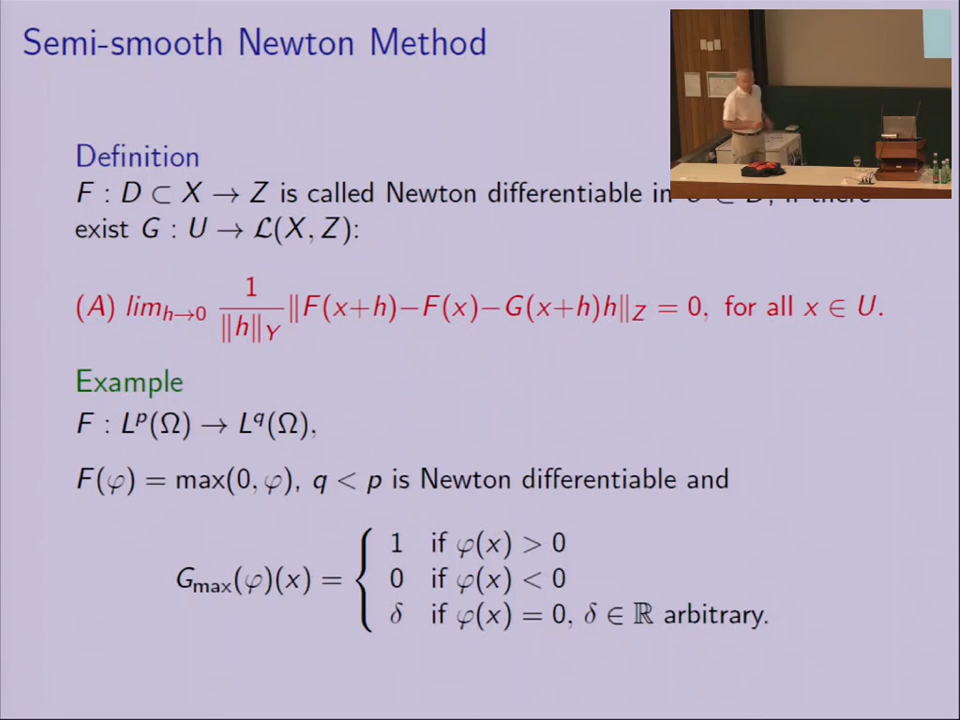 Semi-smooth Newton Method
Definition
F : D ⊂ X → Z is called Newton differentiable in
exist G : U → 𝓛(X, Z):
(A) lim_{h→0} \frac{1}{‖h‖_Y} ‖F(x+h)−F(x)−G(x+h)h‖_Z = 0, for all x ∈ U.
Example
F : L^p(Ω) → L^q(Ω),
F(φ) = max(0, φ), q < p is Newton differentiable and
G_max(φ)(x) = { 1 if φ(x) > 0
0 if φ(x) < 0
δ if φ(x) = 0, δ ∈ ℝ arbitrary.